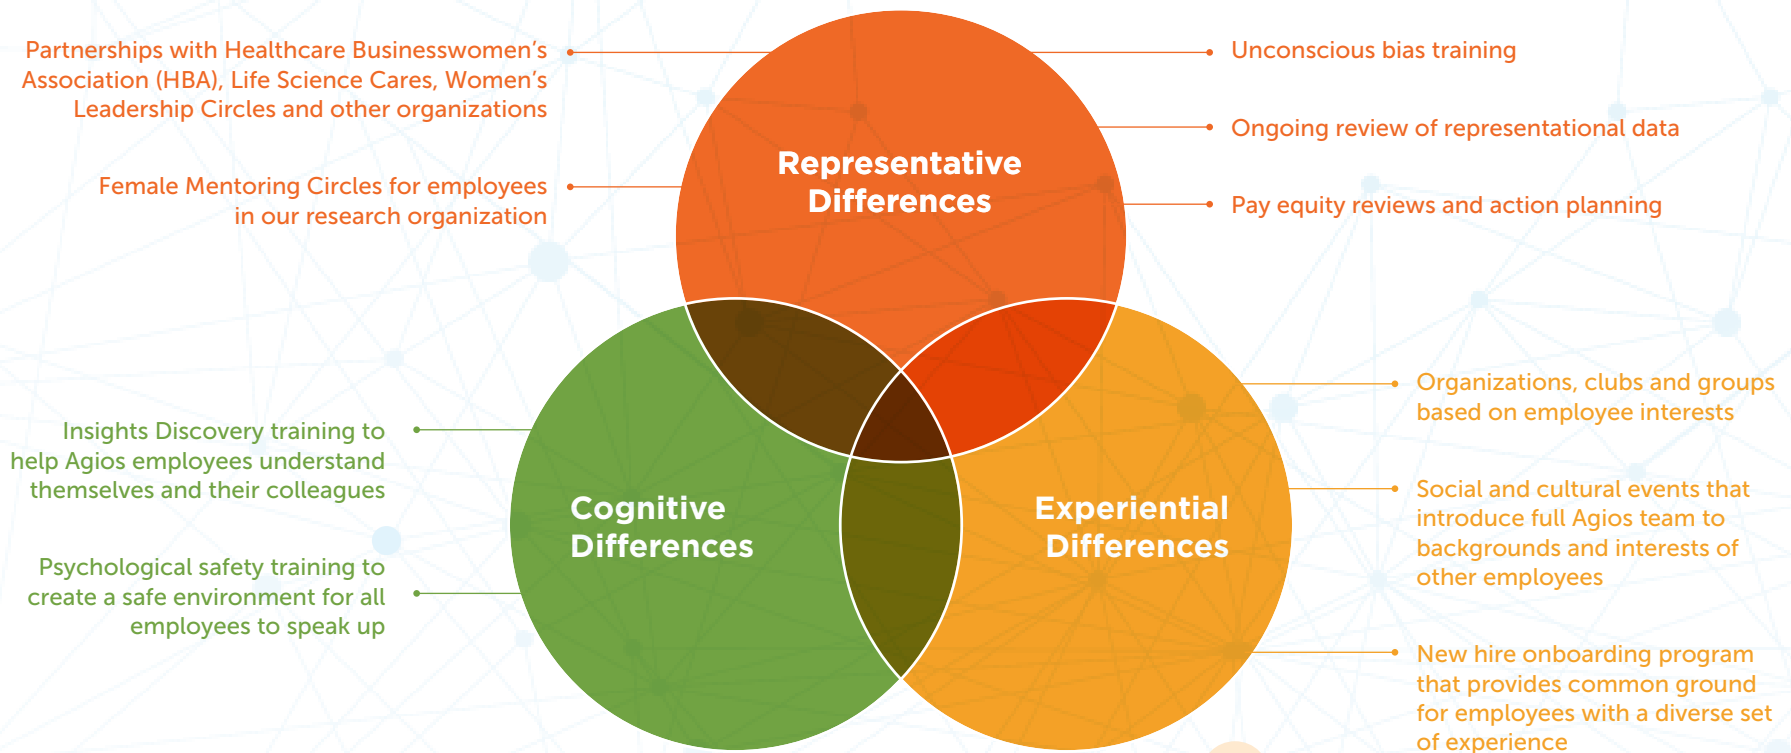 Partnerships with Healthcare Businesswomen's
Association (HBA), Life Science Cares, Women's
Leadership Circles and other organizations
Female Mentoring Circles for employees
in our research organization
Representative
Differences
Unconscious bias training
Ongoing review of representational data
Pay equity reviews and action planning
Insights Discovery training to
help Agios employees understand
themselves and their colleagues
Psychological safety training to
create a safe environment for all
employees to speak up
Cognitive
Differences
Experiential
Differences
Organizations, clubs and groups
based on employee interests
Social and cultural events that
introduce full Agios team to
backgrounds and interests of
other employees
New hire onboarding program
that provides common ground
for employees with a diverse set
of experience